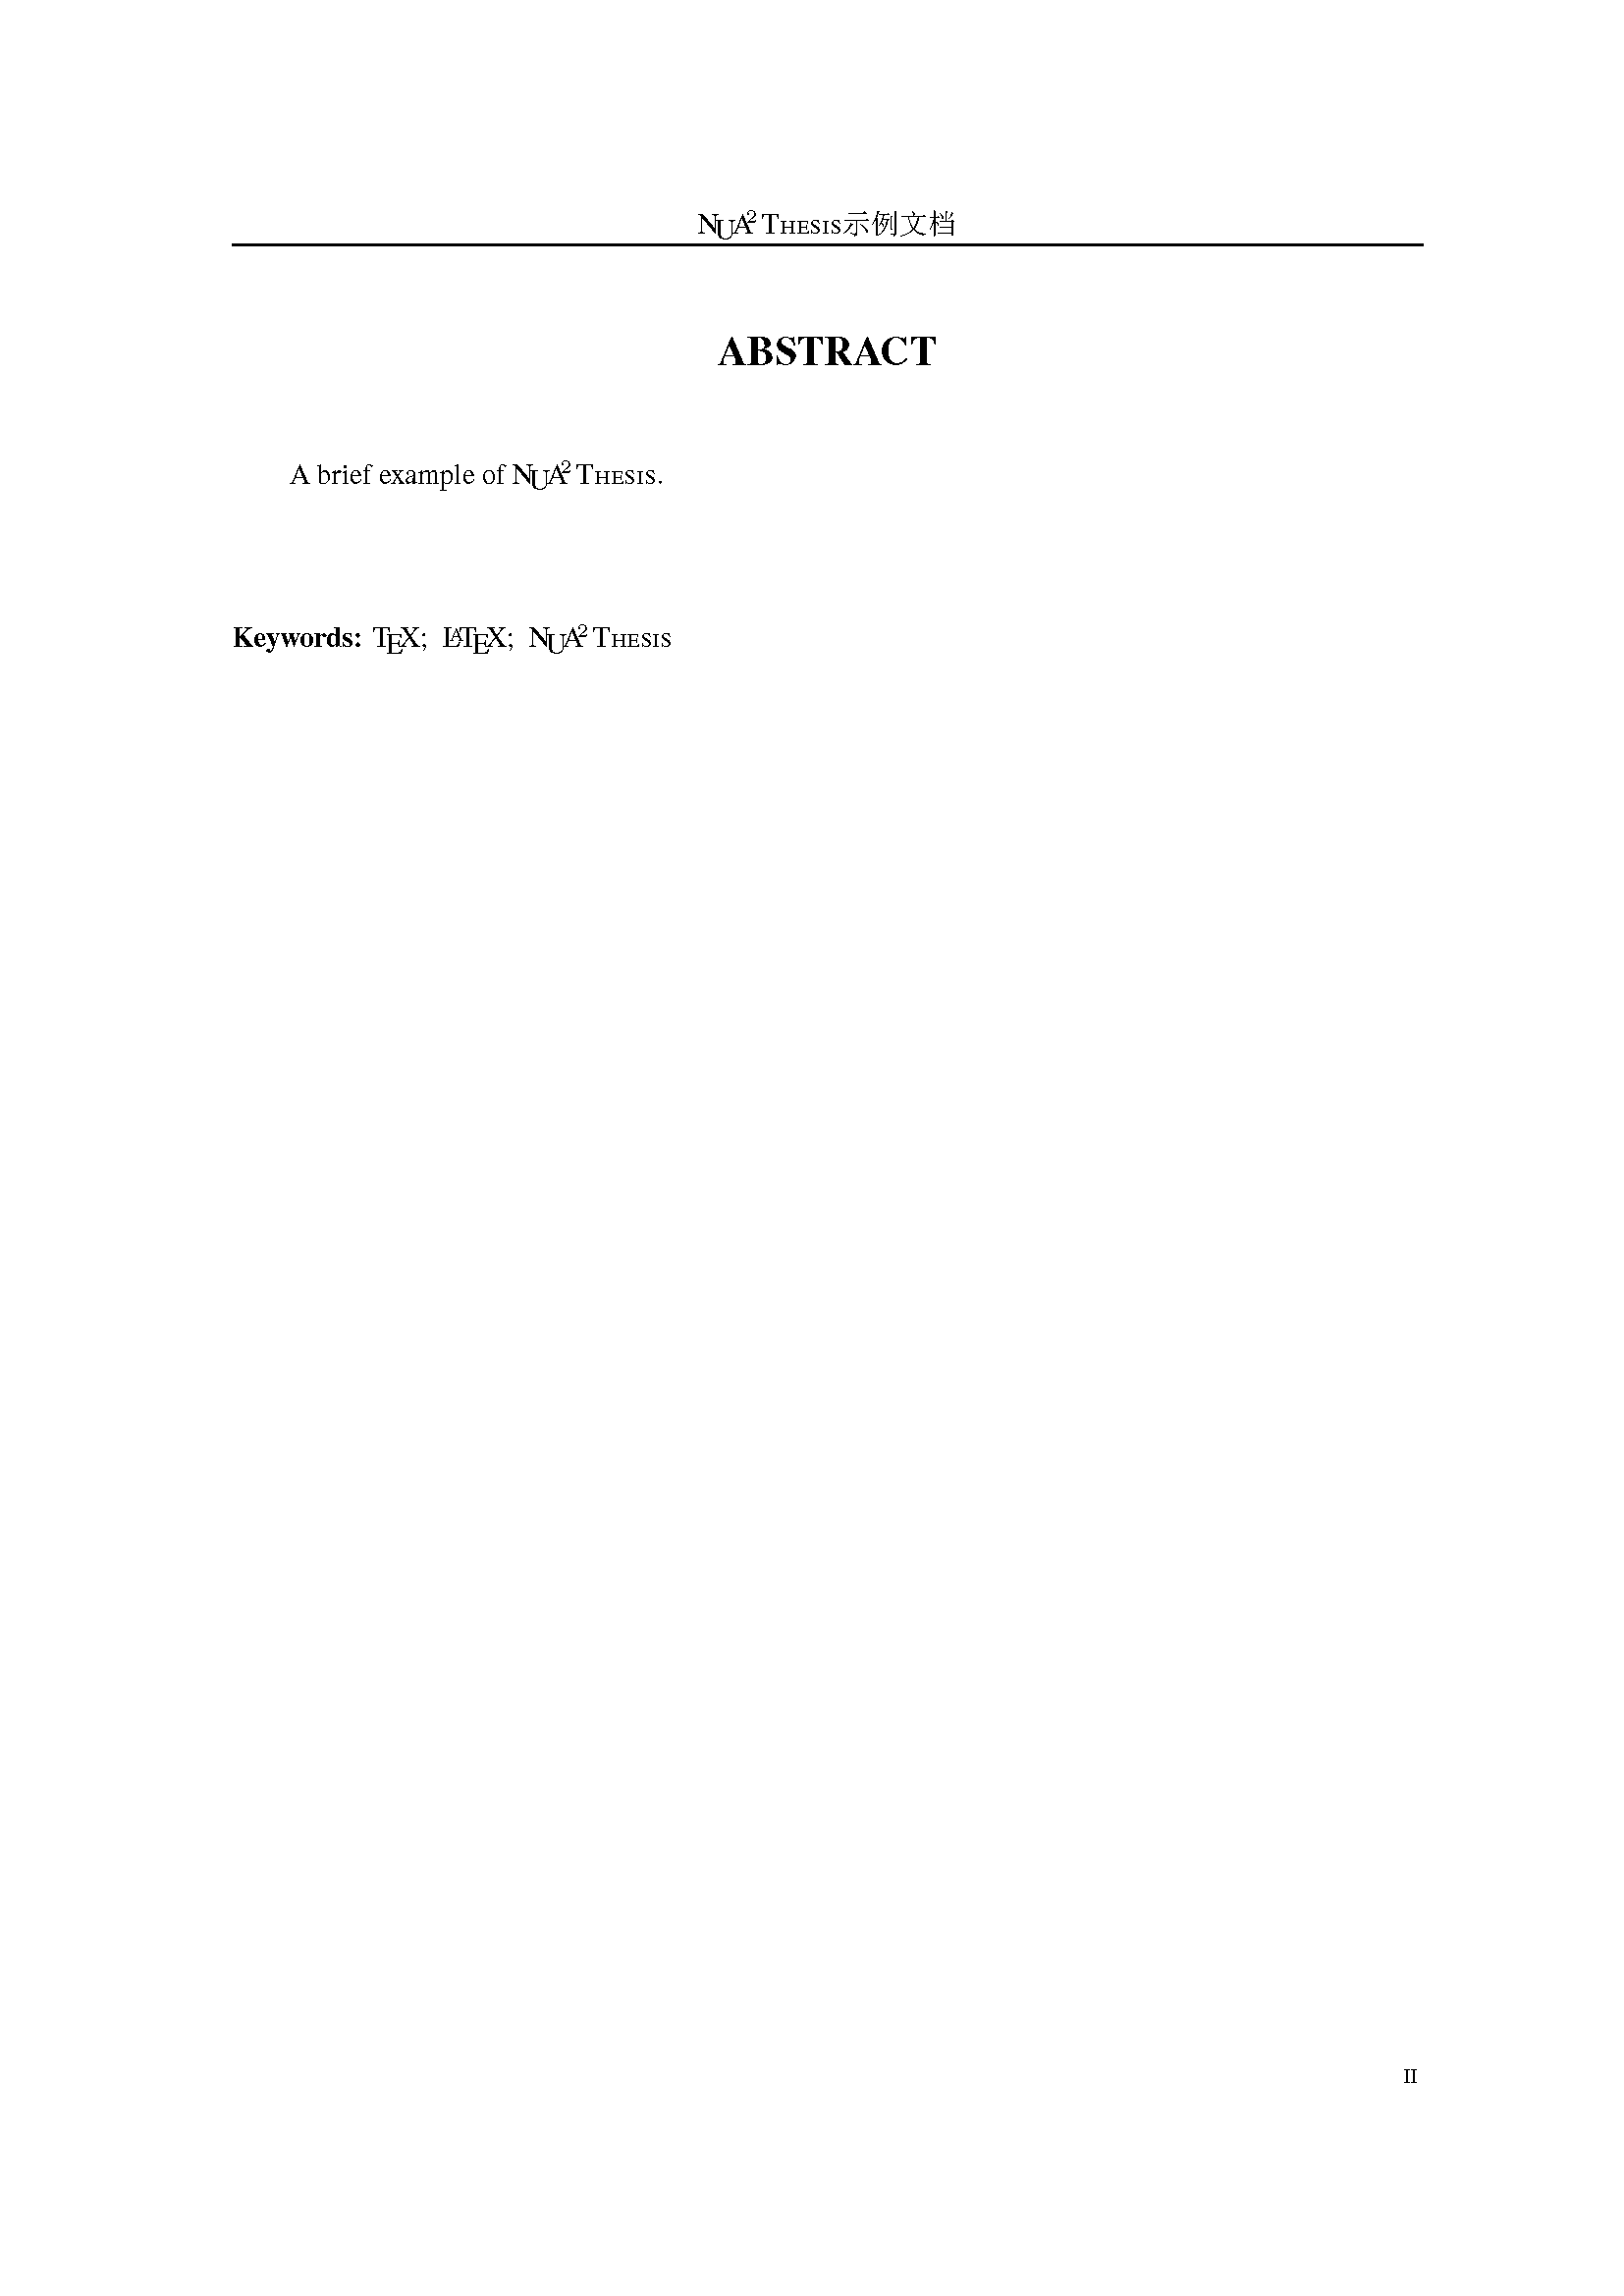 NUA² THESIS示例文档
ABSTRACT
A brief example of NUA² THESIS.
Keywords: TEX; LATEX; NUA² THESIS
II